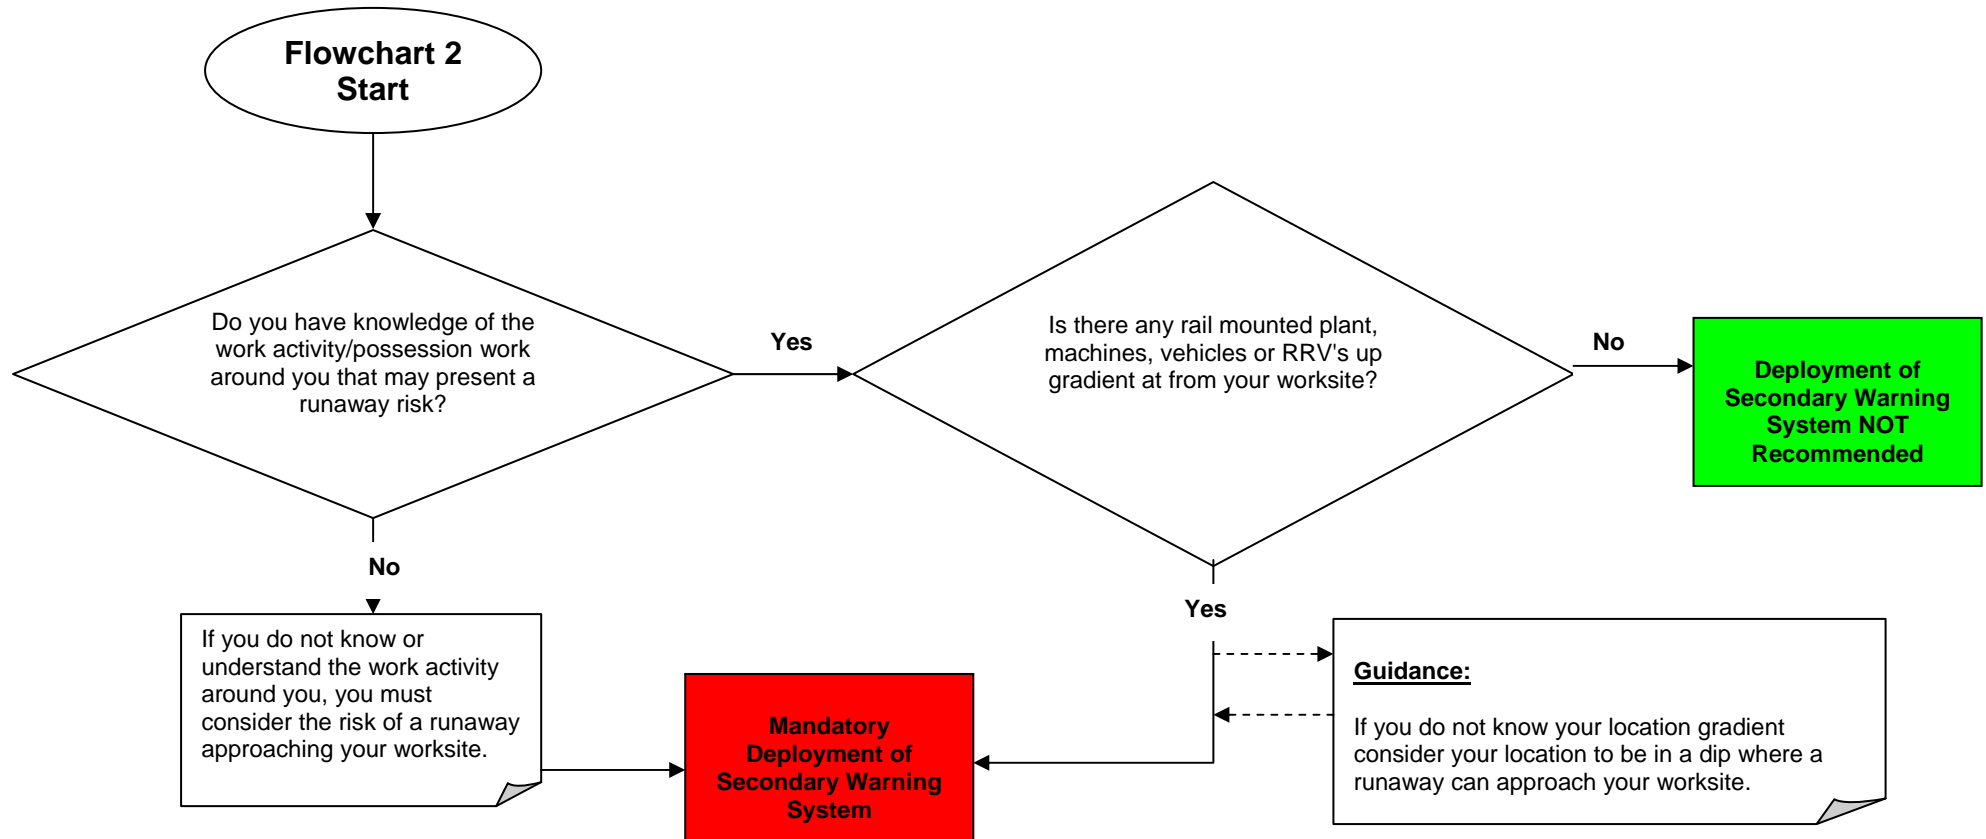 Flowchart 2
Start
Do you have knowledge of the
work activity/possession work
around you that may present a
runaway risk?
Yes
Is there any rail mounted plant,
machines, vehicles or RRV's up
gradient at from your worksite?
No
Deployment of
Secondary Warning
System NOT
Recommended
No
If you do not know or
understand the work activity
around you, you must
consider the risk of a runaway
approaching your worksite.
Mandatory
Deployment of
Secondary Warning
System
Yes
Guidance:
If you do not know your location gradient
consider your location to be in a dip where a
runaway can approach your worksite.